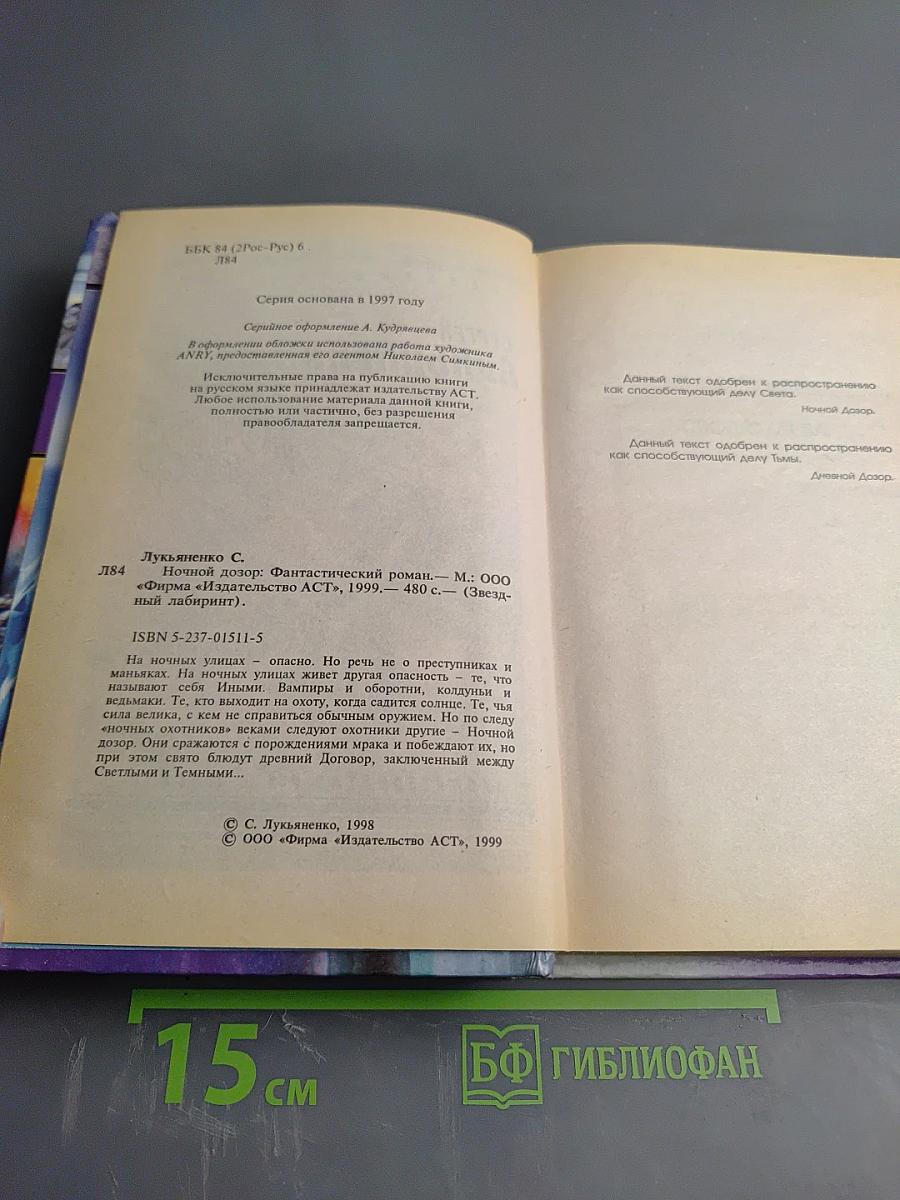 ББК 84 (2Рос-Рус) 6
Л84
Серия основана в 1997 году
Серийное оформление А. Кудрявцева
В оформлении обложки использована работа художника
ANRY, предоставленная его агентом Николаем Симкиным.
Исключительные права на публикацию книги
на русском языке принадлежат издательству АСТ.
Любое использование материала данной книги,
полностью или частично, без разрешения
правообладателя запрещается.
Лукьяненко С.
Л84 Ночной дозор: Фантастический роман.— М.: ООО
«Фирма «Издательство АСТ», 1999.— 480 с.— (Звезд-
ный лабиринт).
ISBN 5-237-01511-5
На ночных улицах – опасно. Но речь не о преступниках и
маньяках. На ночных улицах живет другая опасность – те, что
называют себя Иными. Вампиры и оборотни, колдуньи и
ведьмаки. Те, кто выходит на охоту, когда садится солнце. Те, чья
сила велика, с кем не справиться обычным оружием. Но по следу
«ночных охотников» веками следуют охотники другие – Ночной
дозор. Они сражаются с порождениями мрака и побеждают их, но
при этом свято блюдут древний Договор, заключенный между
Светлыми и Темными...
© С. Лукьяненко, 1998
© ООО «Фирма «Издательство АСТ», 1999
Данный текст одобрен к распространению
как способствующий делу Света.
Ночной Дозор.
Данный текст одобрен к распространению
как способствующий делу Тьмы.
Дневной Дозор.
15 см
БФ ГИБЛИОФАН